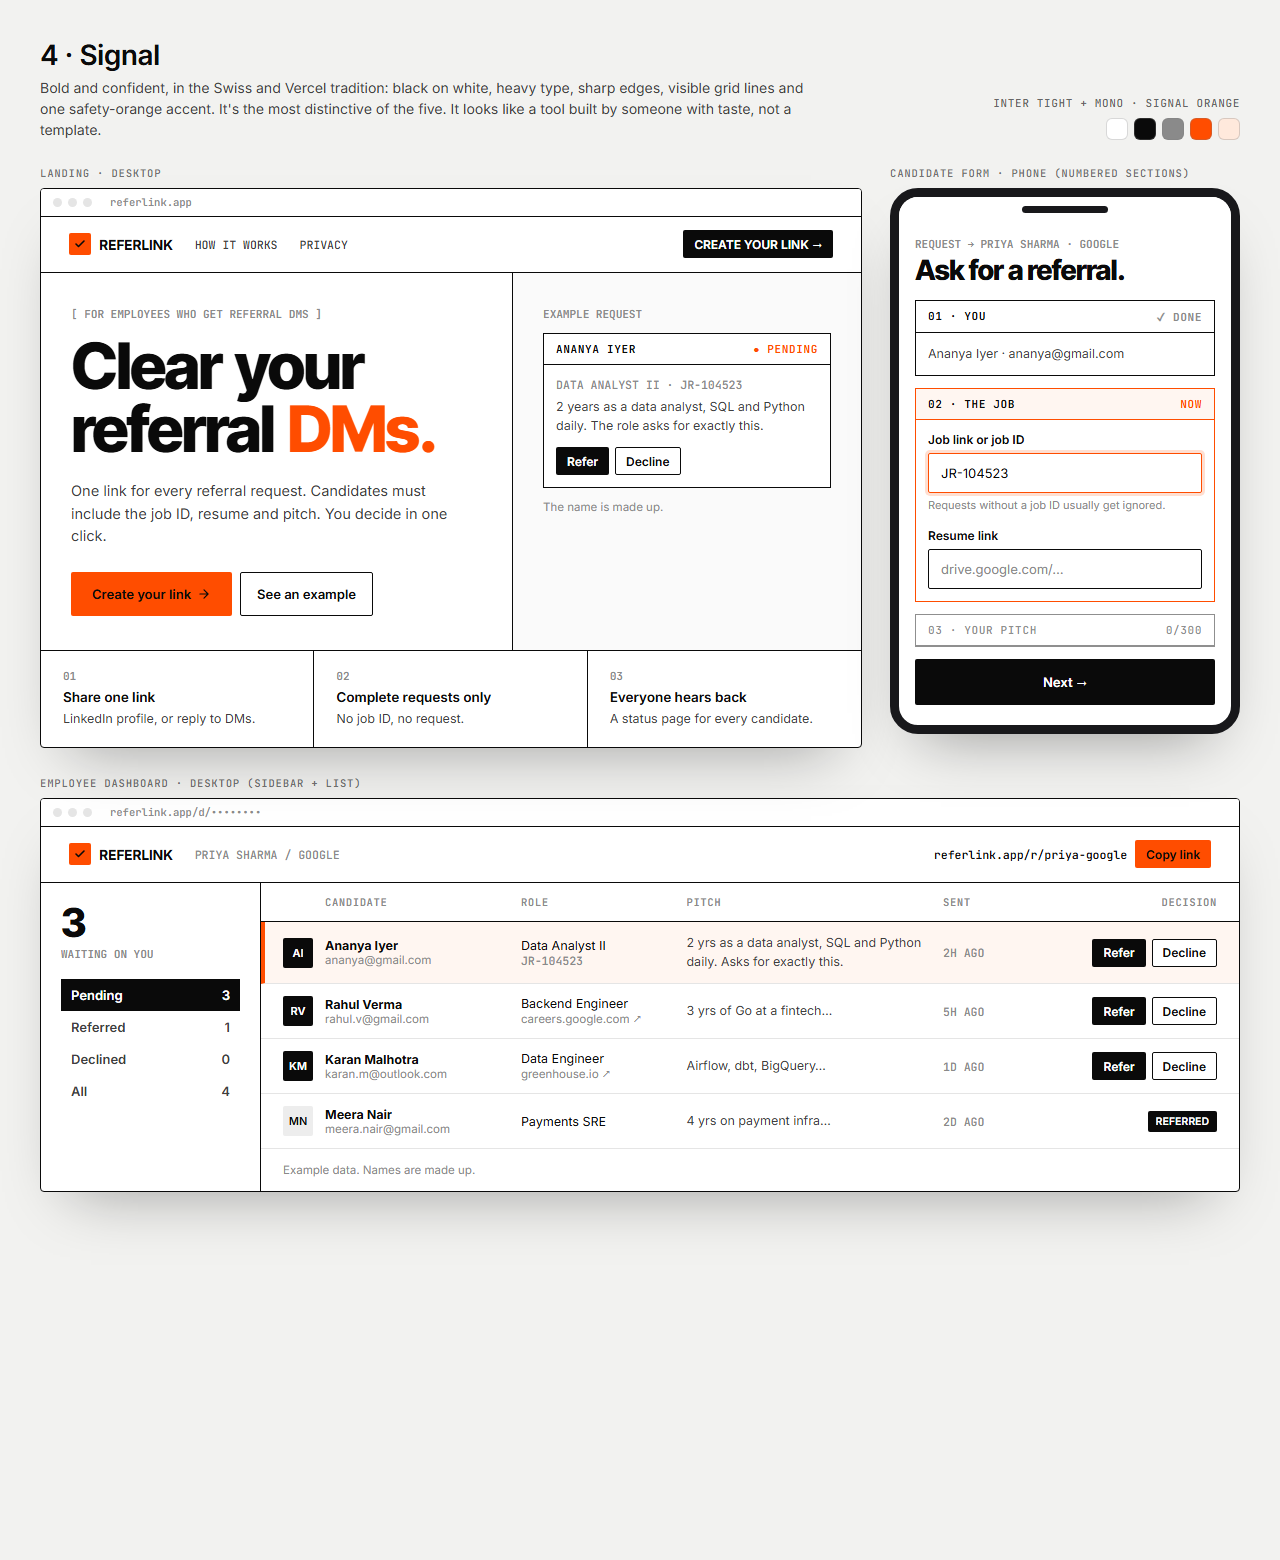 4 · Signal
Bold and confident, in the Swiss and Vercel tradition: black on white, heavy type, sharp edges, visible grid lines and
one safety-orange accent. It's the most distinctive of the five. It looks like a tool built by someone with taste, not a
template.
INTER TIGHT + MONO · SIGNAL ORANGE
LANDING · DESKTOP
referlink.app
REFERLINK
HOW IT WORKS
PRIVACY
CREATE YOUR LINK →
[ FOR EMPLOYEES WHO GET REFERRAL DMS ]
Clear your
referral DMs.
One link for every referral request. Candidates must
include the job ID, resume and pitch. You decide in one
click.
Create your link →
See an example
EXAMPLE REQUEST
ANANYA IYER
● PENDING
DATA ANALYST II · JR-104523
2 years as a data analyst, SQL and Python
daily. The role asks for exactly this.
Refer
Decline
The name is made up.
01
Share one link
LinkedIn profile, or reply to DMs.
02
Complete requests only
No job ID, no request.
03
Everyone hears back
A status page for every candidate.
CANDIDATE FORM · PHONE (NUMBERED SECTIONS)
REQUEST → PRIYA SHARMA · GOOGLE
Ask for a referral.
01 · YOU
✓ DONE
Ananya Iyer · ananya@gmail.com
02 · THE JOB
NOW
Job link or job ID
JR-104523
Requests without a job ID usually get ignored.
Resume link
drive.google.com/...
03 · YOUR PITCH
0/300
Next →
EMPLOYEE DASHBOARD · DESKTOP (SIDEBAR + LIST)
referlink.app/d/••••••••
REFERLINK
PRIYA SHARMA / GOOGLE
referlink.app/r/priya-google
Copy link
3
WAITING ON YOU
Pending 3
Referred 1
Declined 0
All 4
CANDIDATE ROLE PITCH SENT DECISION
AI
Ananya Iyer
ananya@gmail.com
Data Analyst II
JR-104523
2 yrs as a data analyst, SQL and Python
daily. Asks for exactly this.
2H AGO
Refer
Decline
RV
Rahul Verma
rahul.v@gmail.com
Backend Engineer
careers.google.com ↗
3 yrs of Go at a fintech...
5H AGO
Refer
Decline
KM
Karan Malhotra
karan.m@outlook.com
Data Engineer
greenhouse.io ↗
Airflow, dbt, BigQuery...
1D AGO
Refer
Decline
MN
Meera Nair
meera.nair@gmail.com
Payments SRE
4 yrs on payment infra...
2D AGO
REFERRED
Example data. Names are made up.